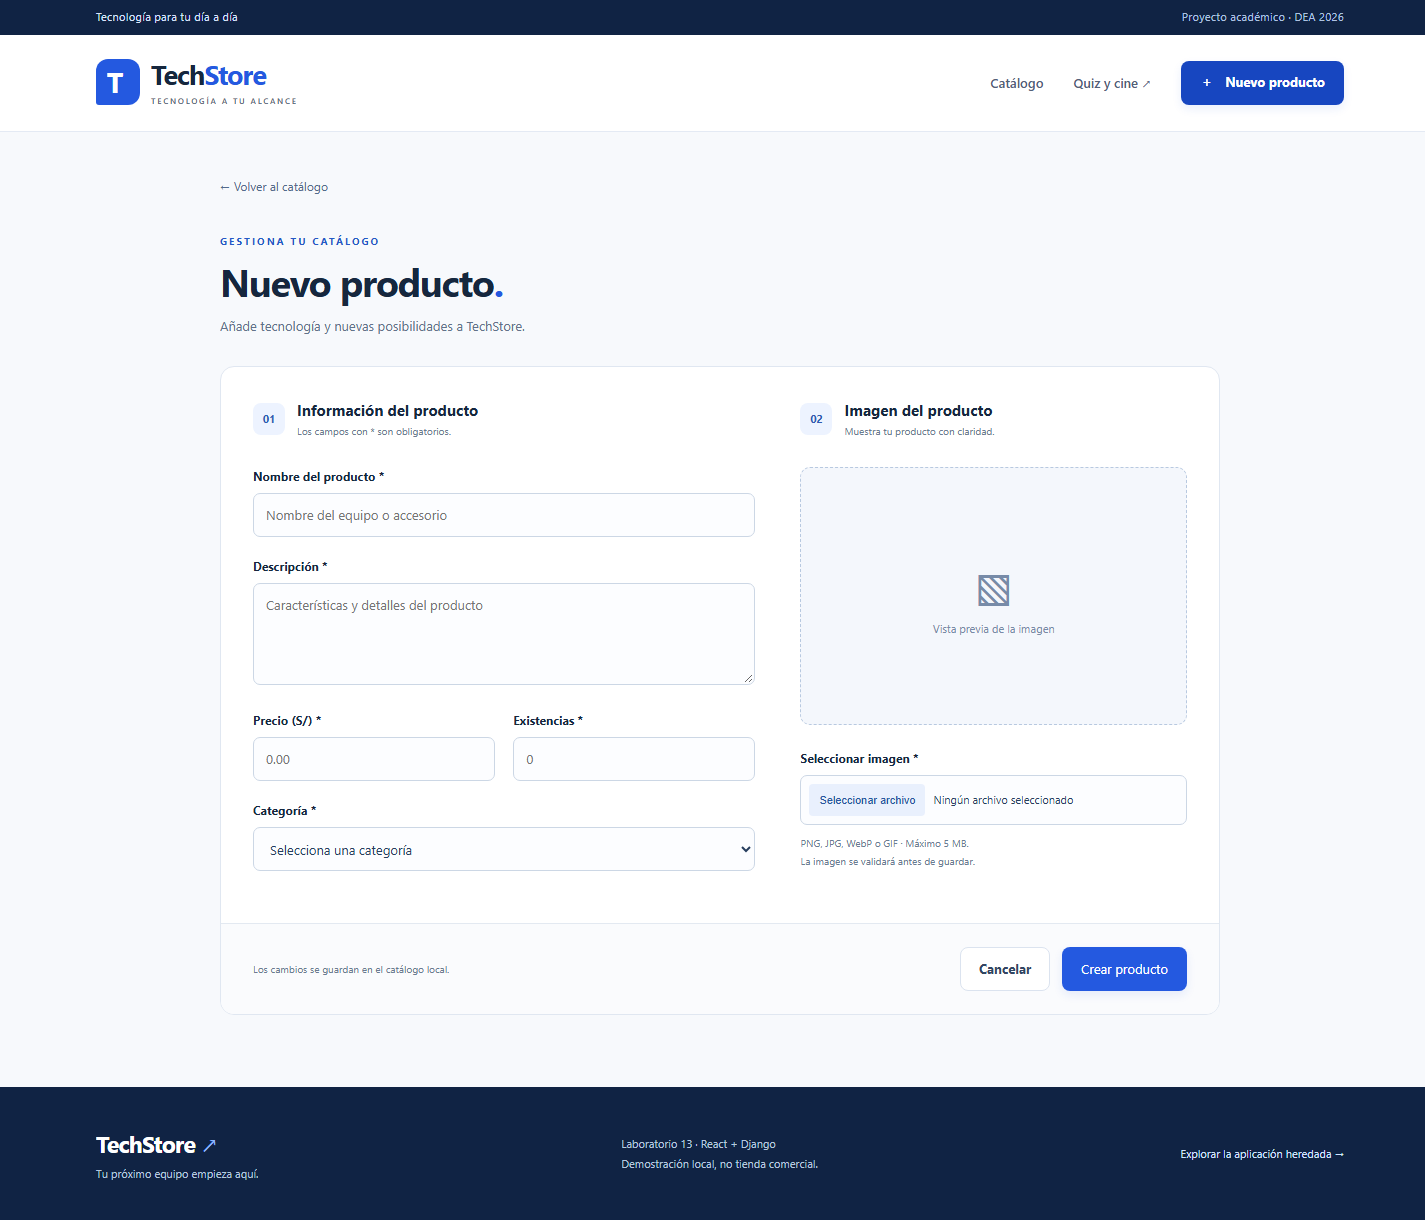 Tecnología para tu día a día
Proyecto académico · DEA 2026
T
TechStore
TECNOLOGÍA A TU ALCANCE
Catálogo
Quiz y cine ↗
+ Nuevo producto
← Volver al catálogo
GESTIONA TU CATÁLOGO
Nuevo producto.
Añade tecnología y nuevas posibilidades a TechStore.
01
Información del producto
Los campos con * son obligatorios.
Nombre del producto *
Nombre del equipo o accesorio
Descripción *
Características y detalles del producto
Precio (S/) *
Existencias *
0.00
0
Categoría *
Selecciona una categoría
02
Imagen del producto
Muestra tu producto con claridad.
Vista previa de la imagen
Seleccionar imagen *
Seleccionar archivo Ningún archivo seleccionado
PNG, JPG, WebP o GIF · Máximo 5 MB.
La imagen se validará antes de guardar.
Los cambios se guardan en el catálogo local.
Cancelar
Crear producto
TechStore ↗
Tu próximo equipo empieza aquí.
Laboratorio 13 · React + Django
Demostración local, no tienda comercial.
Explorar la aplicación heredada →